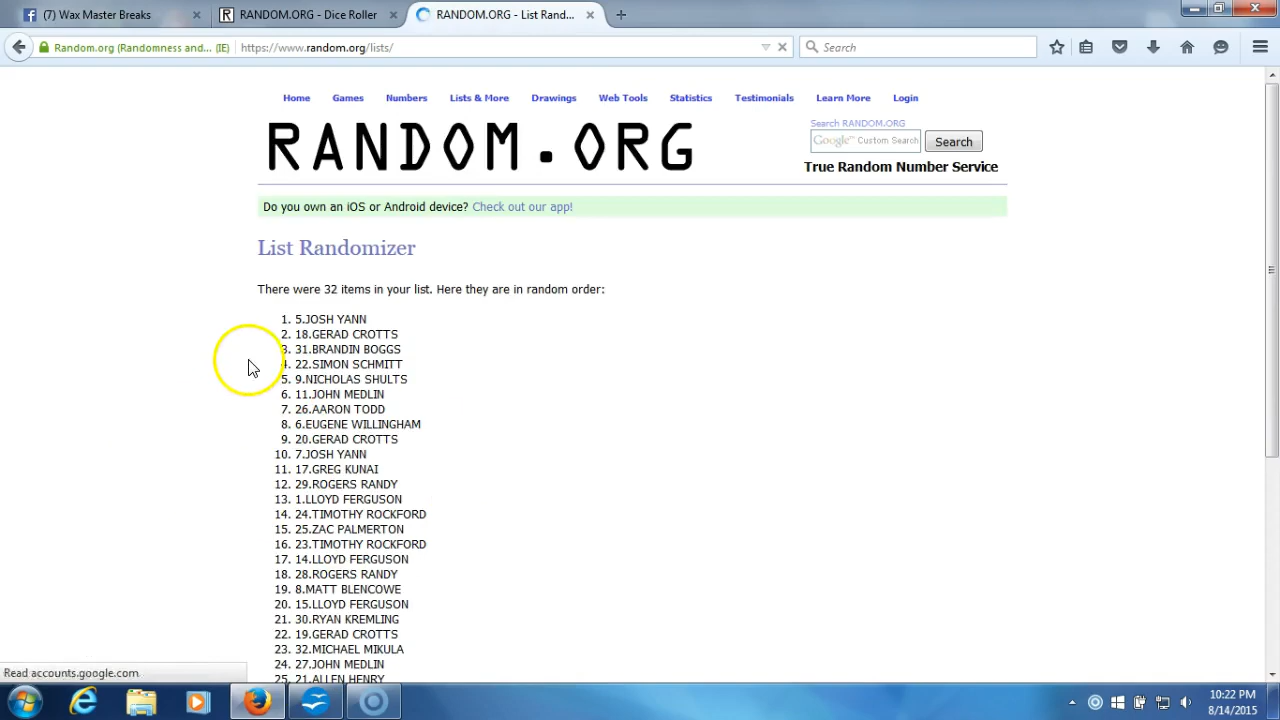 (7) Wax Master Breaks
RANDOM.ORG - Dice Roller
RANDOM.ORG - List Rand...
Random.org (Randomness and... (IE)
https://www.random.org/lists/
Search
Home Games Numbers Lists & More Drawings Web Tools Statistics Testimonials Learn More Login
RANDOM.ORG
Search RANDOM.ORG
Google™ Custom Search
Search
True Random Number Service
Do you own an iOS or Android device? Check out our app!
List Randomizer
There were 32 items in your list. Here they are in random order:
1. 5.JOSH YANN
2. 18.GERAD CROTTS
3. 31.BRANDIN BOGGS
4. 22.SIMON SCHMITT
5. 9.NICHOLAS SHULTS
6. 11.JOHN MEDLIN
7. 26.AARON TODD
8. 6.EUGENE WILLINGHAM
9. 20.GERAD CROTTS
10. 7.JOSH YANN
11. 17.GREG KUNAI
12. 29.ROGERS RANDY
13. 1.LLOYD FERGUSON
14. 24.TIMOTHY ROCKFORD
15. 25.ZAC PALMERTON
16. 23.TIMOTHY ROCKFORD
17. 14.LLOYD FERGUSON
18. 28.ROGERS RANDY
19. 8.MATT BLENCOWE
20. 15.LLOYD FERGUSON
21. 30.RYAN KREMLING
22. 19.GERAD CROTTS
23. 32.MICHAEL MIKULA
24. 27.JOHN MEDLIN
25. 21.ALLEN HENRY
Read accounts.google.com
10:22 PM
8/14/2015